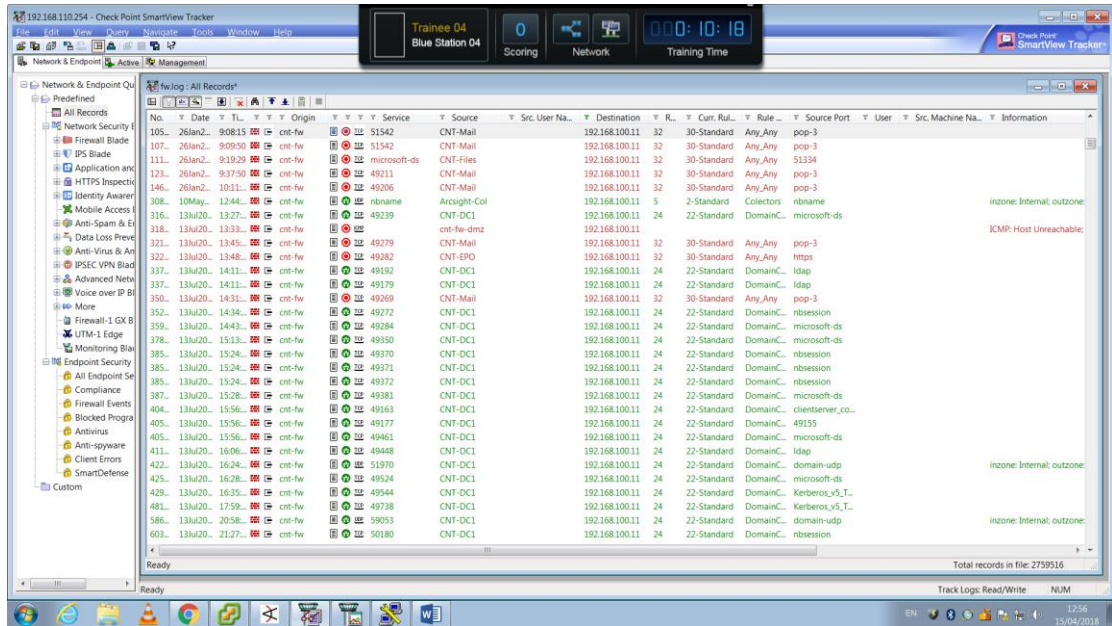 192.168.110.254 - Check Point SmartView Tracker
File Edit View Query Navigate Tools Window Help
Trainee 04
Blue Station 04
0
Scoring
Network
000:10:18
Training Time
Check Point
SmartView Tracker
Network & Endpoint Active Management
Network & Endpoint Qu
Predefined
All Records
Network Security E
Firewall Blade
IPS Blade
Application and
HTTPS Inspectic
Identity Awarer
Mobile Access
Anti-Spam & Er
Data Loss Preve
Anti-Virus & An
IPSEC VPN Blad
Advanced Netw
Voice over IP Bl
More
Firewall-1 GX B
UTM-1 Edge
Monitoring Blac
Endpoint Security
All Endpoint Se
Compliance
Firewall Events
Blocked Progra
Antivirus
Anti-spyware
Client Errors
SmartDefense
Custom
fw.log : All Records*
No. Date Ti... Origin Service Source Src. User Na... Destination R... Curr. Rul... Rule ... Source Port User Src. Machine Na... Information
105... 26Jan2... 9:08:15 cnt-fw TCP 51542 CNT-Mail 192.168.100.11 32 30-Standard Any_Any pop-3
107... 26Jan2... 9:09:50 cnt-fw TCP 51542 CNT-Mail 192.168.100.11 32 30-Standard Any_Any pop-3
111... 26Jan2... 9:19:29 cnt-fw TCP microsoft-ds CNT-Files 192.168.100.11 32 30-Standard Any_Any 51334
123... 26Jan2... 9:37:50 cnt-fw TCP 49211 CNT-Mail 192.168.100.11 32 30-Standard Any_Any pop-3
146... 26Jan2... 10:11:... cnt-fw TCP 49206 CNT-Mail 192.168.100.11 32 30-Standard Any_Any pop-3
308... 10May... 12:44:... cnt-fw UDP nbname Arcsight-Col 192.168.100.11 5 2-Standard Colectors nbname inzone: Internal; outzone:
316... 13Jul20... 13:27:... cnt-fw TCP 49239 CNT-DC1 192.168.100.11 24 22-Standard DomainC... microsoft-ds
318... 13Jul20... 13:33:... cnt-fw ICMP cnt-fw-dmz 192.168.100.11 ICMP: Host Unreachable;
321... 13Jul20... 13:45:... cnt-fw TCP 49279 CNT-Mail 192.168.100.11 32 30-Standard Any_Any pop-3
322... 13Jul20... 13:48:... cnt-fw TCP 49282 CNT-EPO 192.168.100.11 32 30-Standard Any_Any https
337... 13Jul20... 14:11:... cnt-fw TCP 49192 CNT-DC1 192.168.100.11 24 22-Standard DomainC... ldap
337... 13Jul20... 14:11:... cnt-fw TCP 49179 CNT-DC1 192.168.100.11 24 22-Standard DomainC... ldap
350... 13Jul20... 14:31:... cnt-fw TCP 49269 CNT-Mail 192.168.100.11 32 30-Standard Any_Any pop-3
352... 13Jul20... 14:34:... cnt-fw TCP 49272 CNT-DC1 192.168.100.11 24 22-Standard DomainC... nbsession
359... 13Jul20... 14:43:... cnt-fw TCP 49284 CNT-DC1 192.168.100.11 24 22-Standard DomainC... microsoft-ds
378... 13Jul20... 15:13:... cnt-fw TCP 49350 CNT-DC1 192.168.100.11 24 22-Standard DomainC... microsoft-ds
385... 13Jul20... 15:24:... cnt-fw TCP 49370 CNT-DC1 192.168.100.11 24 22-Standard DomainC... nbsession
385... 13Jul20... 15:24:... cnt-fw TCP 49371 CNT-DC1 192.168.100.11 24 22-Standard DomainC... nbsession
385... 13Jul20... 15:24:... cnt-fw TCP 49372 CNT-DC1 192.168.100.11 24 22-Standard DomainC... nbsession
387... 13Jul20... 15:28:... cnt-fw TCP 49381 CNT-DC1 192.168.100.11 24 22-Standard DomainC... microsoft-ds
404... 13Jul20... 15:56:... cnt-fw TCP 49163 CNT-DC1 192.168.100.11 24 22-Standard DomainC... clientserver_co...
405... 13Jul20... 15:56:... cnt-fw TCP 49177 CNT-DC1 192.168.100.11 24 22-Standard DomainC... 49155
405... 13Jul20... 15:56:... cnt-fw TCP 49461 CNT-DC1 192.168.100.11 24 22-Standard DomainC... microsoft-ds
411... 13Jul20... 16:06:... cnt-fw TCP 49448 CNT-DC1 192.168.100.11 24 22-Standard DomainC... ldap
422... 13Jul20... 16:24:... cnt-fw UDP 51970 CNT-DC1 192.168.100.11 24 22-Standard DomainC... domain-udp inzone: Internal; outzone:
425... 13Jul20... 16:28:... cnt-fw TCP 49524 CNT-DC1 192.168.100.11 24 22-Standard DomainC... microsoft-ds
429... 13Jul20... 16:35:... cnt-fw TCP 49544 CNT-DC1 192.168.100.11 24 22-Standard DomainC... Kerberos_v5_T...
481... 13Jul20... 17:59:... cnt-fw TCP 49738 CNT-DC1 192.168.100.11 24 22-Standard DomainC... Kerberos_v5_T...
586... 13Jul20... 20:58:... cnt-fw UDP 59053 CNT-DC1 192.168.100.11 24 22-Standard DomainC... domain-udp inzone: Internal; outzone:
603... 13Jul20... 21:27:... cnt-fw TCP 50180 CNT-DC1 192.168.100.11 24 22-Standard DomainC... nbsession
Ready
Total records in file: 2759516
Ready
Track Logs: Read/Write NUM
EN
12:56
15/04/2018